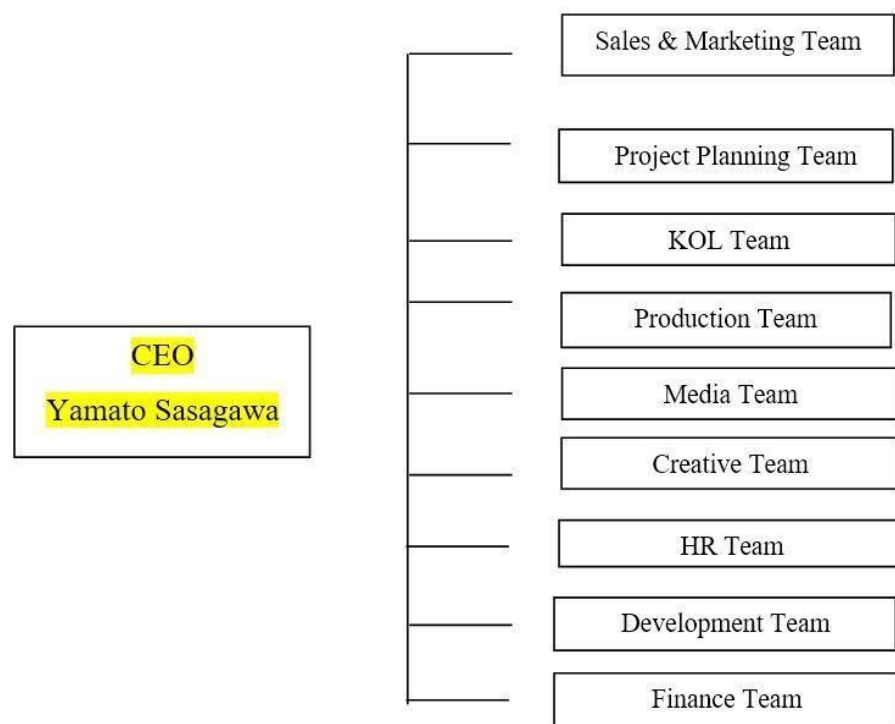 Sales & Marketing Team
Project Planning Team
KOL Team
Production Team
CEO
Yamato Sasagawa
Media Team
Creative Team
HR Team
Development Team
Finance Team